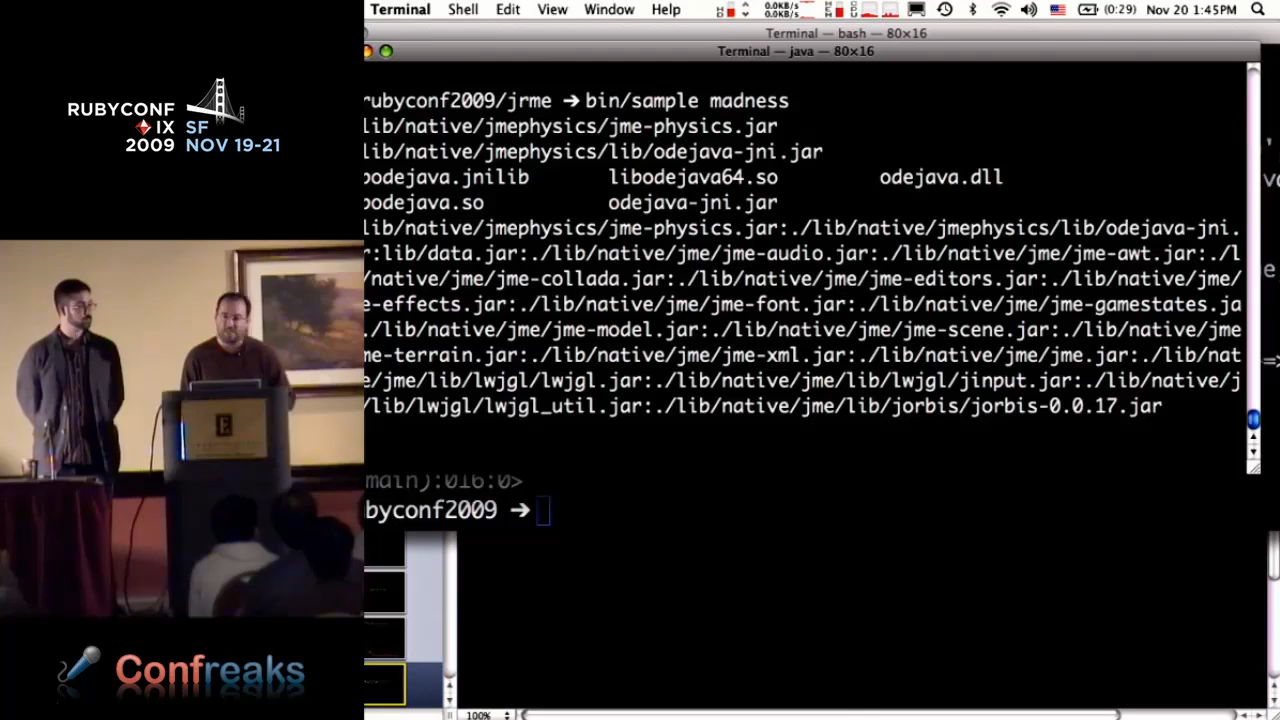 Terminal Shell Edit View Window Help 0.0KB/s 0.0KB/s (0:29) Nov 20 1:45PM
Terminal — bash — 80×16
Terminal — java — 80×16
RUBYCONF
IX SF
2009 NOV 19-21
rubyconf2009/jrme ➔ bin/sample madness
lib/native/jmephysics/jme-physics.jar
lib/native/jmephysics/lib/odejava-jni.jar
bodejava.jnilib libodejava64.so odejava.dll
bodejava.so odejava-jni.jar
/native/jmephysics/jme-physics.jar:./lib/native/jmephysics/lib/odejava-jni.
r:lib/data.jar:./lib/native/jme/jme-audio.jar:./lib/native/jme/jme-awt.jar:./l
/native/jme/jme-collada.jar:./lib/native/jme/jme-editors.jar:./lib/native/jme/
e-effects.jar:./lib/native/jme/jme-font.jar:./lib/native/jme/jme-gamestates.ja
./lib/native/jme/jme-model.jar:./lib/native/jme/jme-scene.jar:./lib/native/jme
me-terrain.jar:./lib/native/jme/jme-xml.jar:./lib/native/jme/jme.jar:./lib/nat
e/jme/lib/lwjgl/lwjgl.jar:./lib/native/jme/lib/lwjgl/jinput.jar:./lib/native/j
/lib/lwjgl/lwjgl_util.jar:./lib/native/jme/lib/jorbis/jorbis-0.0.17.jar
main):016:0>
byconf2009 ➔
E
Confreaks
100%